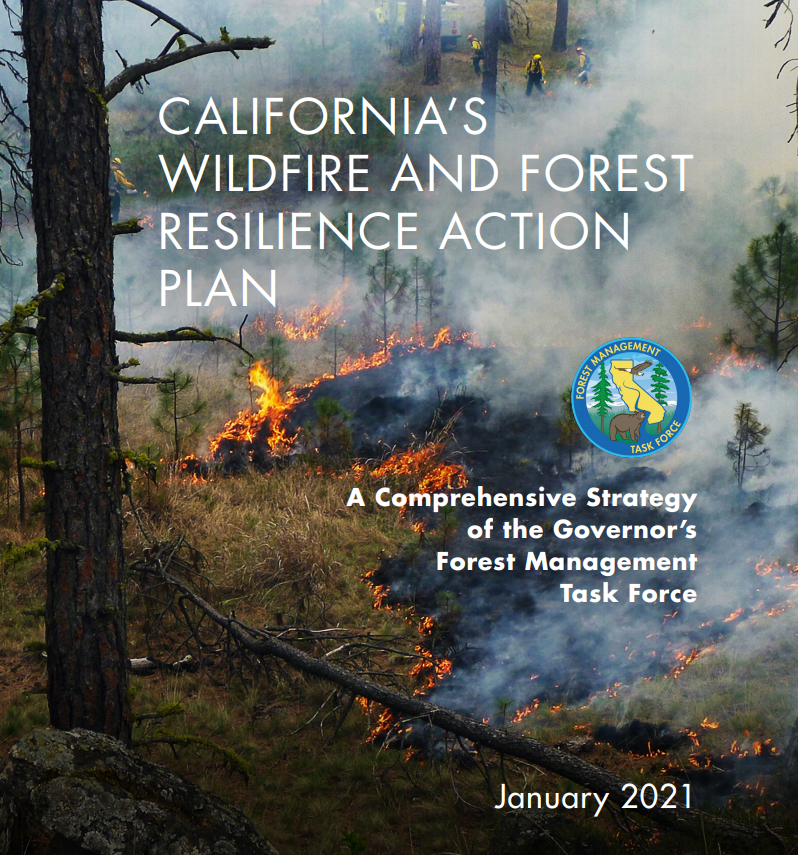 CALIFORNIA’S
WILDFIRE AND FOREST
RESILIENCE ACTION
PLAN
FOREST MANAGEMENT
TASK FORCE
A Comprehensive Strategy
of the Governor’s
Forest Management
Task Force
January 2021